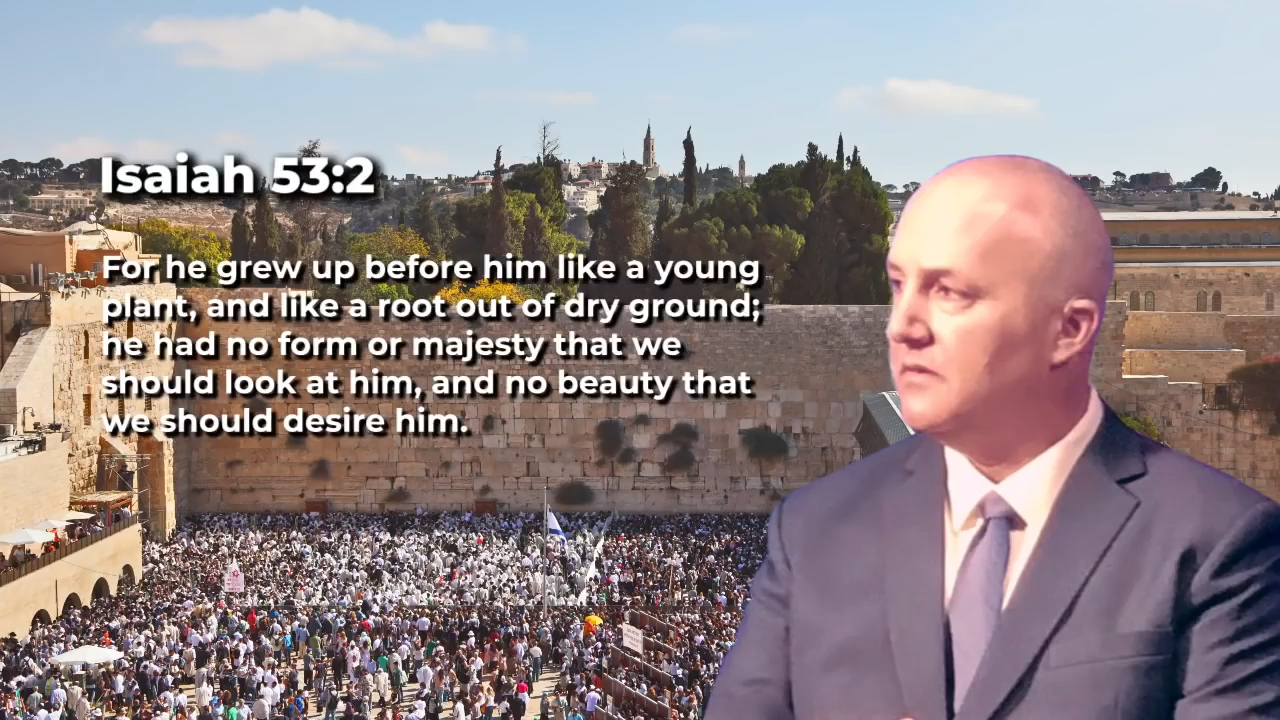 Isaiah 53:2
For he grew up before him like a young
plant, and like a root out of dry ground;
he had no form or majesty that we
should look at him, and no beauty that
we should desire him.